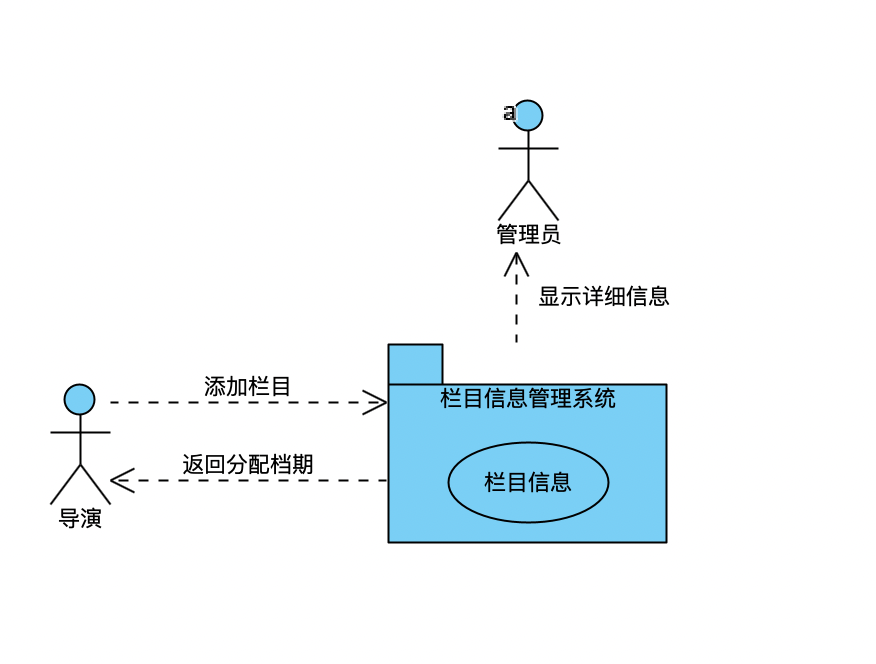 a
管理员
显示详细信息
添加栏目
栏目信息管理系统
返回分配档期
栏目信息
导演